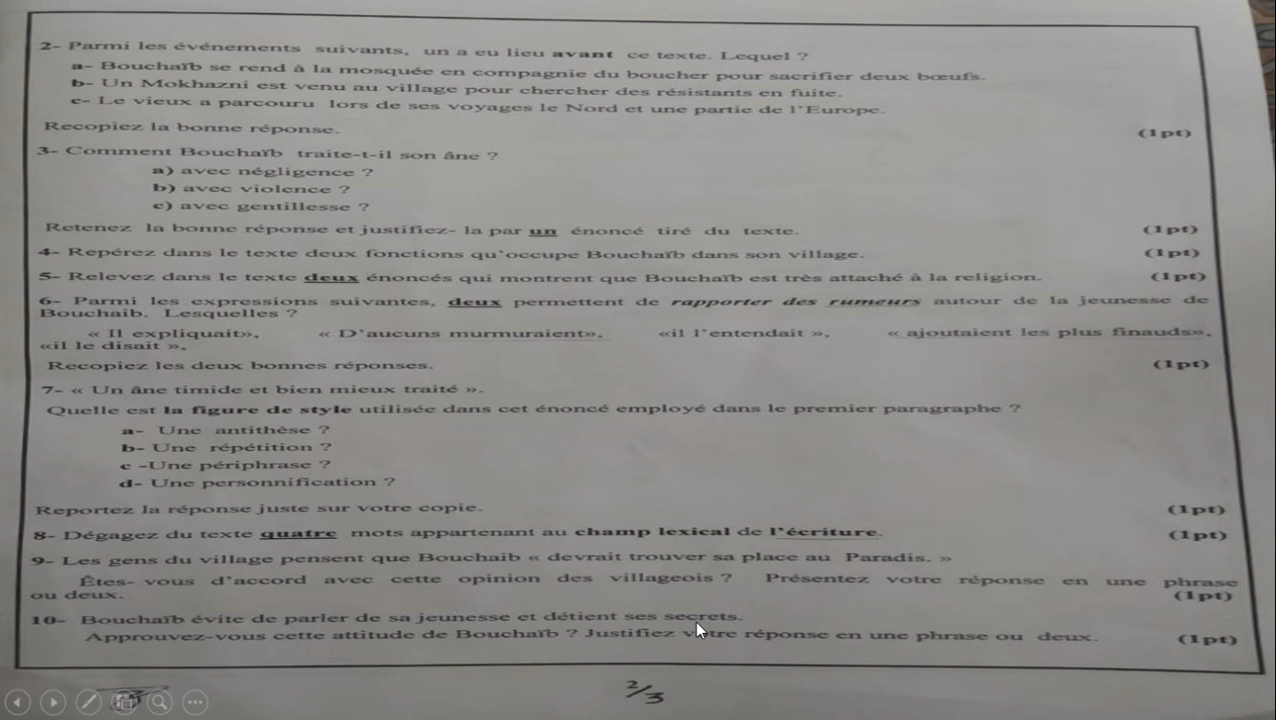 2- Parmi les événements suivants, un a eu lieu avant ce texte. Lequel ?
a- Bouchaïb se rend à la mosquée en compagnie du boucher pour sacrifier deux bœufs.
b- Un Mokhazni est venu au village pour chercher des résistants en fuite.
c- Le vieux a parcouru lors de ses voyages le Nord et une partie de l'Europe.
Recopiez la bonne réponse. (1pt)
3- Comment Bouchaïb traite-t-il son âne ?
a) avec négligence ?
b) avec violence ?
c) avec gentillesse ?
Retenez la bonne réponse et justifiez- la par un énoncé tiré du texte. (1pt)
4- Repérez dans le texte deux fonctions qu'occupe Bouchaïb dans son village. (1pt)
5- Relevez dans le texte deux énoncés qui montrent que Bouchaïb est très attaché à la religion. (1pt)
6- Parmi les expressions suivantes, deux permettent de rapporter des rumeurs autour de la jeunesse de
Bouchaib. Lesquelles ?
« Il expliquait», « D'aucuns murmuraient», «il l'entendait », « ajoutaient les plus finauds»,
«il le disait ».
Recopiez les deux bonnes réponses. (1pt)
7- « Un âne timide et bien mieux traité ».
Quelle est la figure de style utilisée dans cet énoncé employé dans le premier paragraphe ?
a- Une antithèse ?
b- Une répétition ?
c -Une périphrase ?
d- Une personnification ?
Reportez la réponse juste sur votre copie. (1pt)
8- Dégagez du texte quatre mots appartenant au champ lexical de l'écriture. (1pt)
9- Les gens du village pensent que Bouchaïb « devrait trouver sa place au Paradis. »
Êtes- vous d'accord avec cette opinion des villageois ? Présentez votre réponse en une phrase
ou deux. (1pt)
10- Bouchaïb évite de parler de sa jeunesse et détient ses secrets.
Approuvez-vous cette attitude de Bouchaïb ? Justifiez votre réponse en une phrase ou deux. (1pt)
2/3